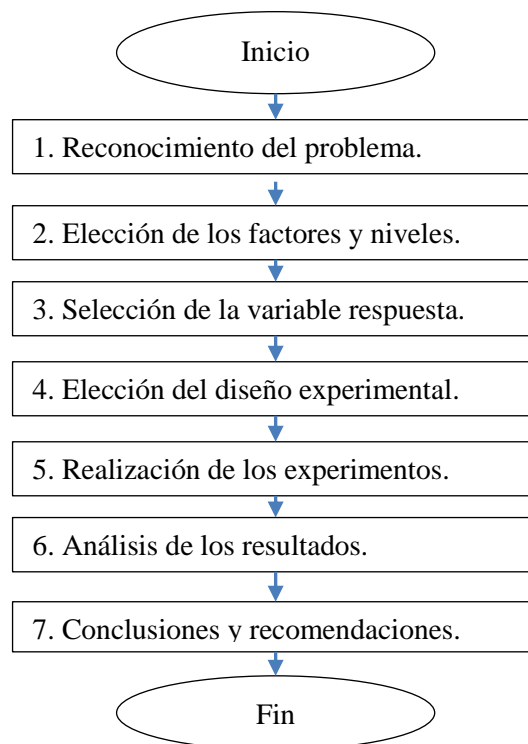 Inicio
1. Reconocimiento del problema.
2. Elección de los factores y niveles.
3. Selección de la variable respuesta.
4. Elección del diseño experimental.
5. Realización de los experimentos.
6. Análisis de los resultados.
7. Conclusiones y recomendaciones.
Fin